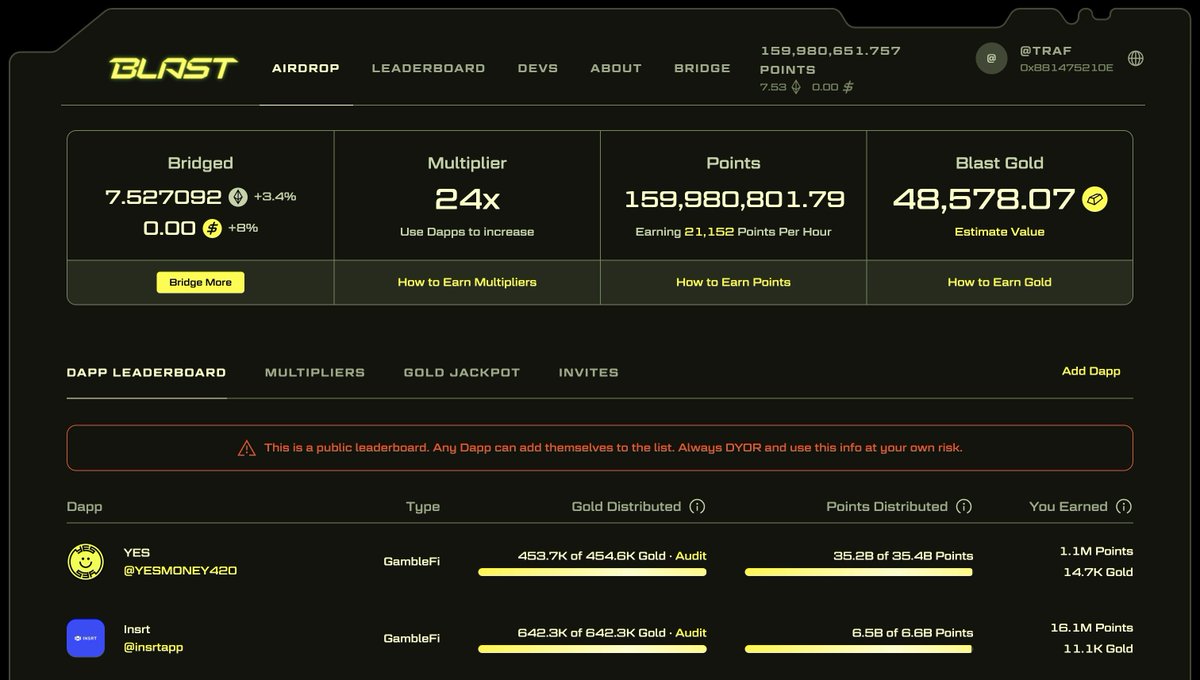 BLAST
AIRDROP LEADERBOARD DEVS ABOUT BRIDGE
159,980,651.757 POINTS
7.53 0.00
@
@TRAF
0x881475210E
Bridged
7.527092 +3.4%
0.00 +8%
Bridge More
Multiplier
24x
Use Dapps to increase
How to Earn Multipliers
Points
159,980,801.79
Earning 21,152 Points Per Hour
How to Earn Points
Blast Gold
48,578.07
Estimate Value
How to Earn Gold
DAPP LEADERBOARD MULTIPLIERS GOLD JACKPOT INVITES Add Dapp
This is a public leaderboard. Any Dapp can add themselves to the list. Always DYOR and use this info at your own risk.
Dapp Type Gold Distributed Points Distributed You Earned
YES
@YESMONEY420
GambleFi
453.7K of 454.6K Gold · Audit
35.2B of 35.4B Points
1.1M Points
14.7K Gold
INSRT
Insrt
@insrtapp
GambleFi
642.3K of 642.3K Gold · Audit
6.5B of 6.6B Points
16.1M Points
11.1K Gold